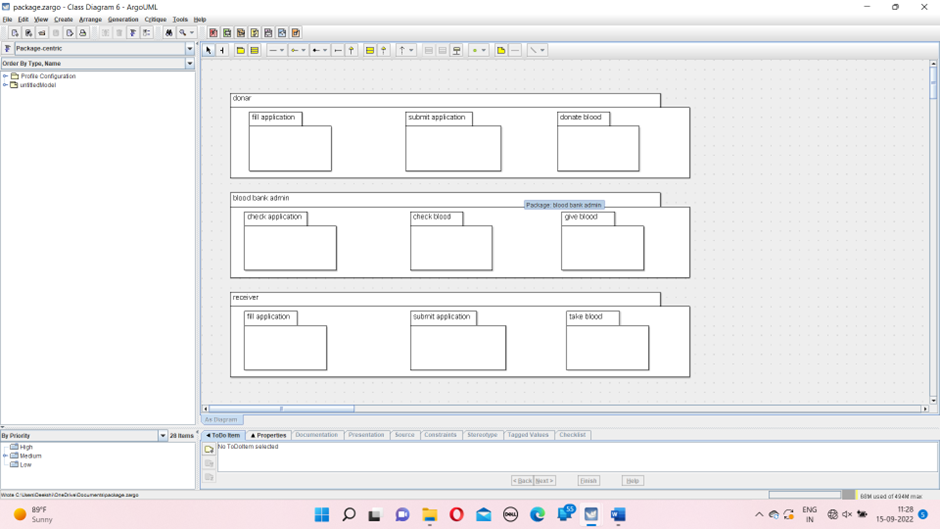 package.zargo - Class Diagram 6 - ArgoUML
File Edit View Create Arrange Generation Critique Tools Help
Package-centric
Order By Type, Name
Profile Configuration
untitledModel
donar
fill application
submit application
donate blood
blood bank admin
Package: blood bank admin
check application
check blood
give blood
receiver
fill application
submit application
take blood
As Diagram
By Priority
28 Items
High
Medium
Low
ToDo Item
Properties
Documentation
Presentation
Source
Constraints
Stereotype
Tagged Values
Checklist
No ToDoItem selected
< Back Next > Finish Help
Wrote C:\Users\Deekshi\OneDrive\Documents\package.zargo
68M used of 494M max
89°F
Sunny
DELL
55
ENG
IN
11:28
15-09-2022
5